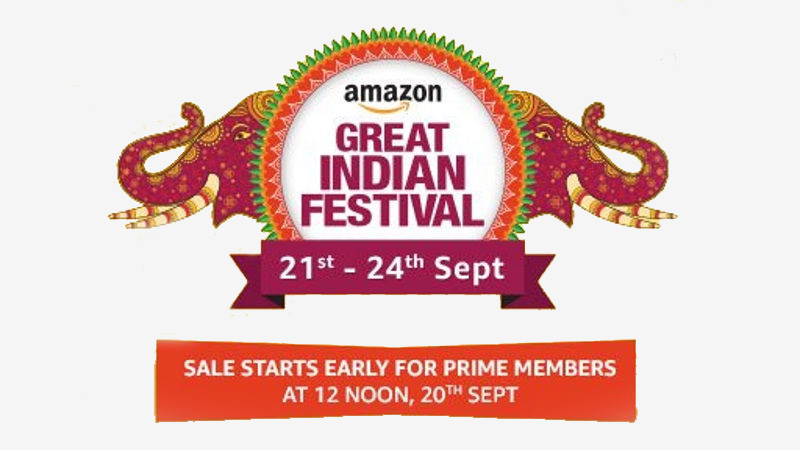 amazon
GREAT
INDIAN
FESTIVAL
21st - 24th Sept
SALE STARTS EARLY FOR PRIME MEMBERS
AT 12 NOON, 20TH SEPT